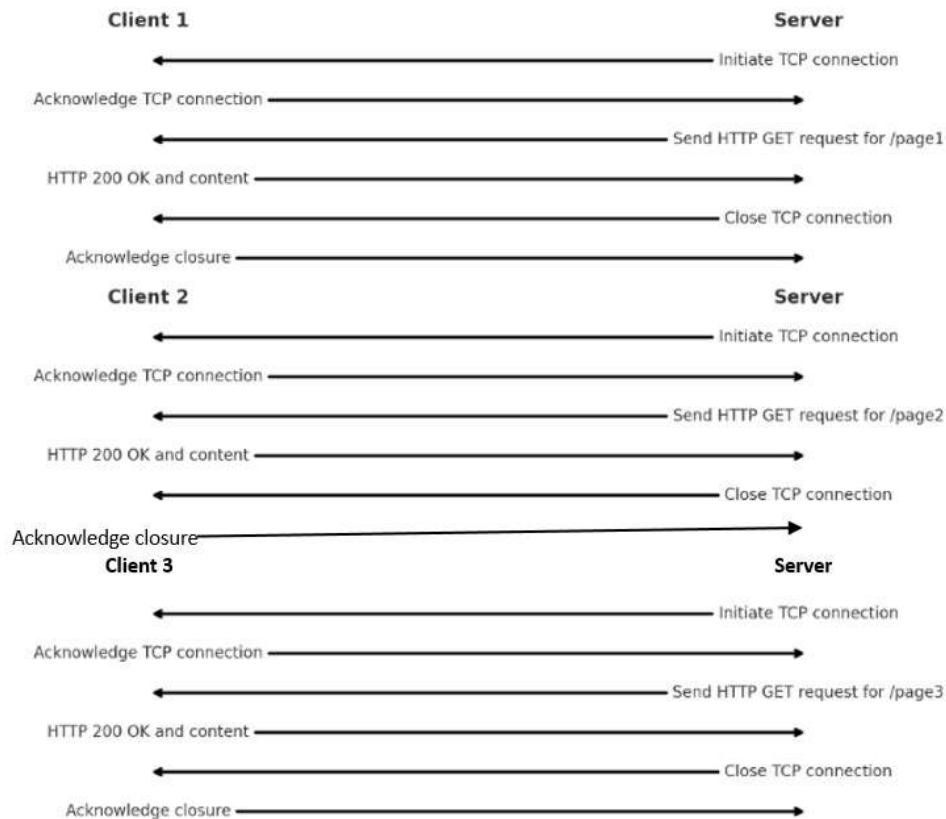 Client 1 Server
Initiate TCP connection
Acknowledge TCP connection
Send HTTP GET request for /page1
HTTP 200 OK and content
Close TCP connection
Acknowledge closure
Client 2 Server
Initiate TCP connection
Acknowledge TCP connection
Send HTTP GET request for /page2
HTTP 200 OK and content
Close TCP connection
Acknowledge closure
Client 3 Server
Initiate TCP connection
Acknowledge TCP connection
Send HTTP GET request for /page3
HTTP 200 OK and content
Close TCP connection
Acknowledge closure